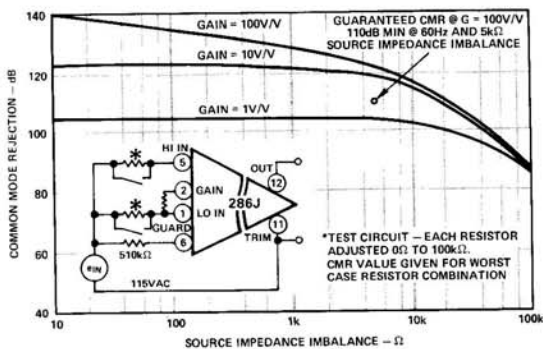 140
120
100
80
60
40
COMMON MODE REJECTION – dB
GAIN = 100V/V
GAIN = 10V/V
GAIN = 1V/V
GUARANTEED CMR @ G = 100V/V
110dB MIN @ 60Hz AND 5kΩ
SOURCE IMPEDANCE IMBALANCE
*
HI IN
5
2
GAIN
286J
OUT
12
*
1
LO IN
GUARD
6
510kΩ
11
TRIM
eIN
115VAC
*TEST CIRCUIT – EACH RESISTOR
ADJUSTED 0Ω TO 100kΩ.
CMR VALUE GIVEN FOR WORST
CASE RESISTOR COMBINATION
10
100
1k
10k
100k
SOURCE IMPEDANCE IMBALANCE – Ω